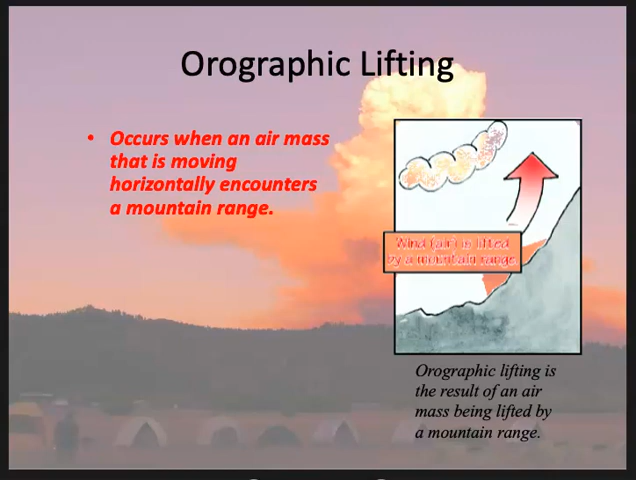 Orographic Lifting
• Occurs when an air mass
that is moving
horizontally encounters
a mountain range.
Wind (air) is lifted
by a mountain range.
Orographic lifting is
the result of an air
mass being lifted by
a mountain range.